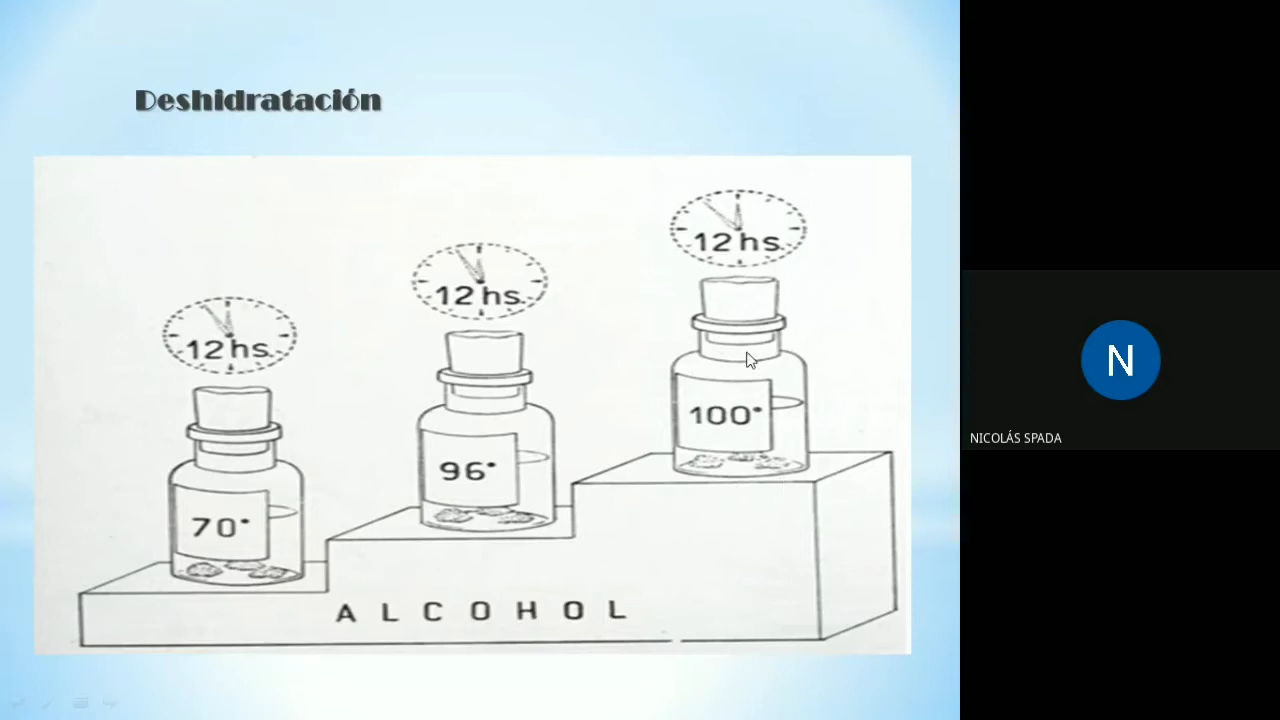 Deshidratación
12 hs.
12 hs.
12 hs.
70°
96°
100°
ALCOHOL
N
NICOLÁS SPADA